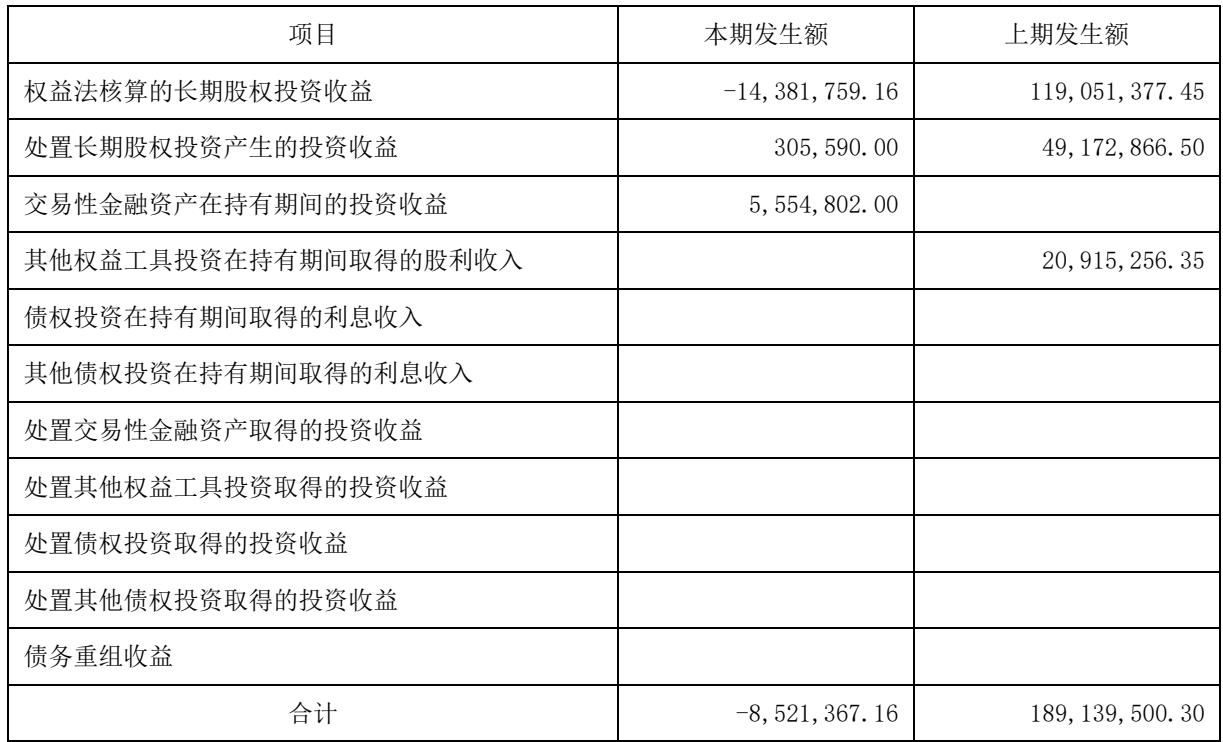 项目 本期发生额 上期发生额
权益法核算的长期股权投资收益 -14,381,759.16 119,051,377.45
处置长期股权投资产生的投资收益 305,590.00 49,172,866.50
交易性金融资产在持有期间的投资收益 5,554,802.00
其他权益工具投资在持有期间取得的股利收入 20,915,256.35
债权投资在持有期间取得的利息收入
其他债权投资在持有期间取得的利息收入
处置交易性金融资产取得的投资收益
处置其他权益工具投资取得的投资收益
处置债权投资取得的投资收益
处置其他债权投资取得的投资收益
债务重组收益
合计 -8,521,367.16 189,139,500.30